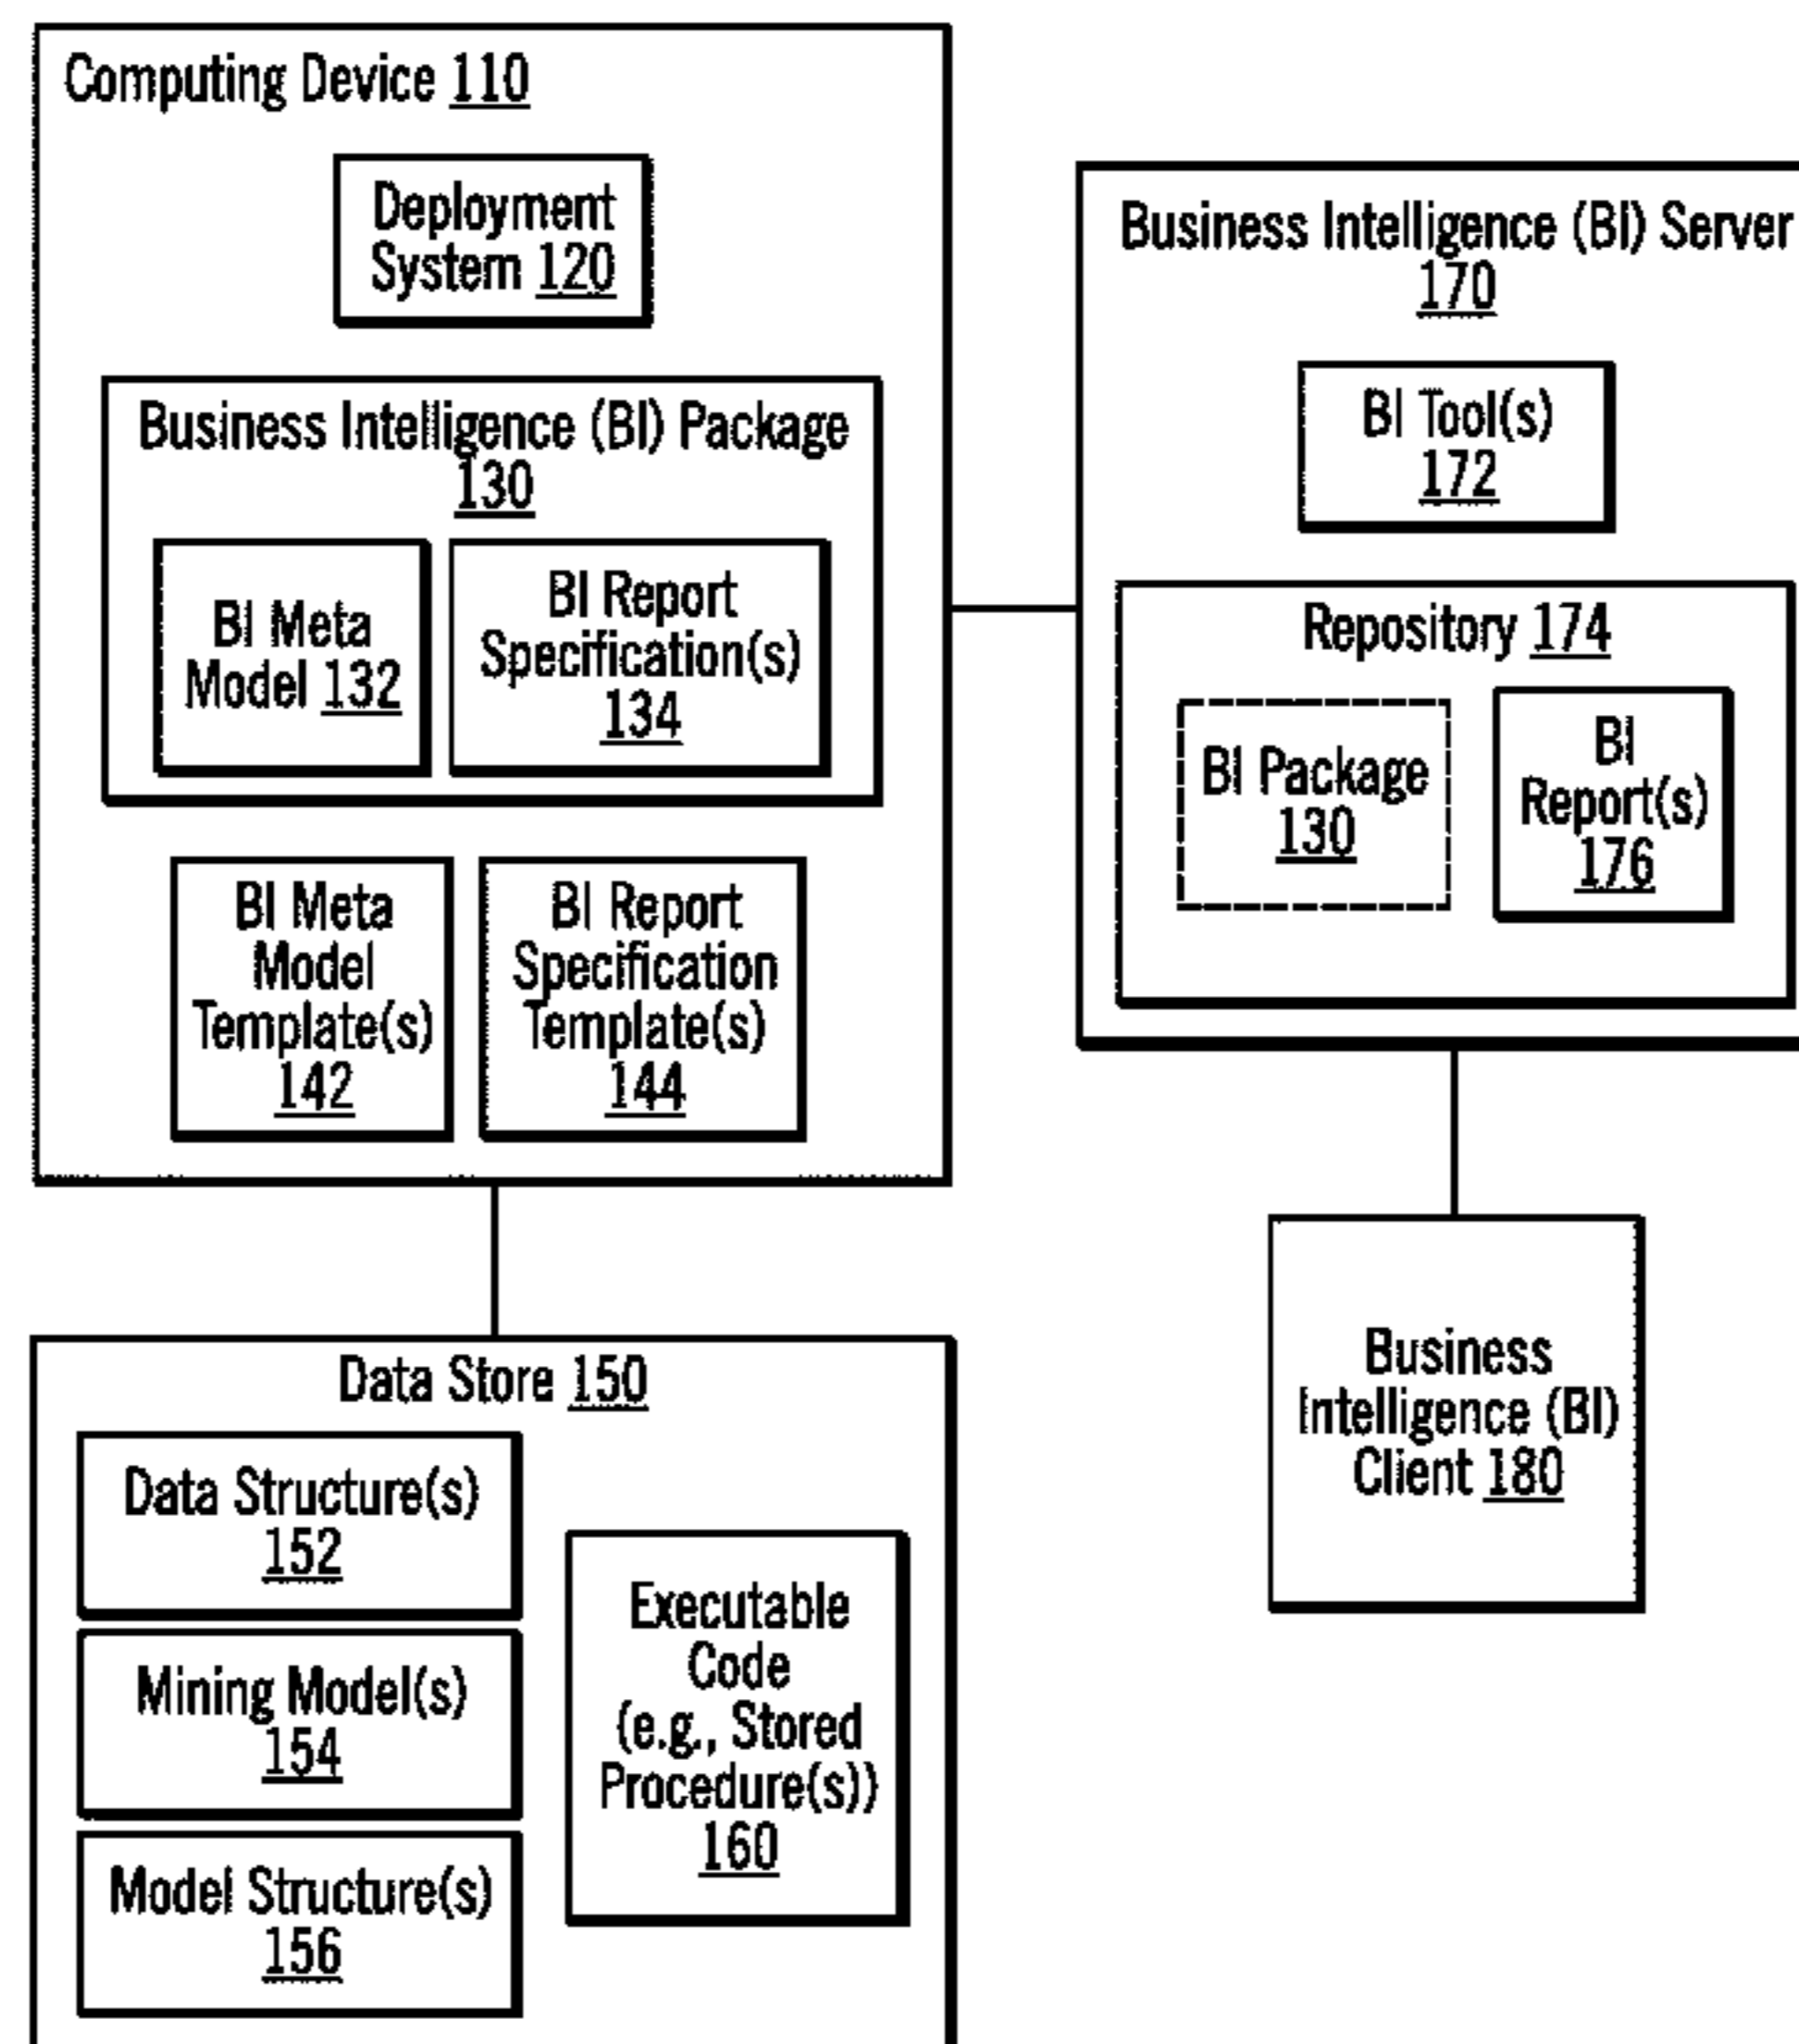 Computing Device 110
Deployment
System 120
Business Intelligence (BI) Package
130
BI Meta
Model 132
BI Report
Specification(s)
134
BI Meta
Model
Template(s)
142
BI Report
Specification
Template(s)
144
Business Intelligence (BI) Server
170
BI Tool(s)
172
Repository 174
BI Package
130
BI
Report(s)
176
Data Store 150
Data Structure(s)
152
Mining Model(s)
154
Model Structure(s)
156
Executable
Code
(e.g., Stored
Procedure(s))
160
Business
Intelligence (BI)
Client 180